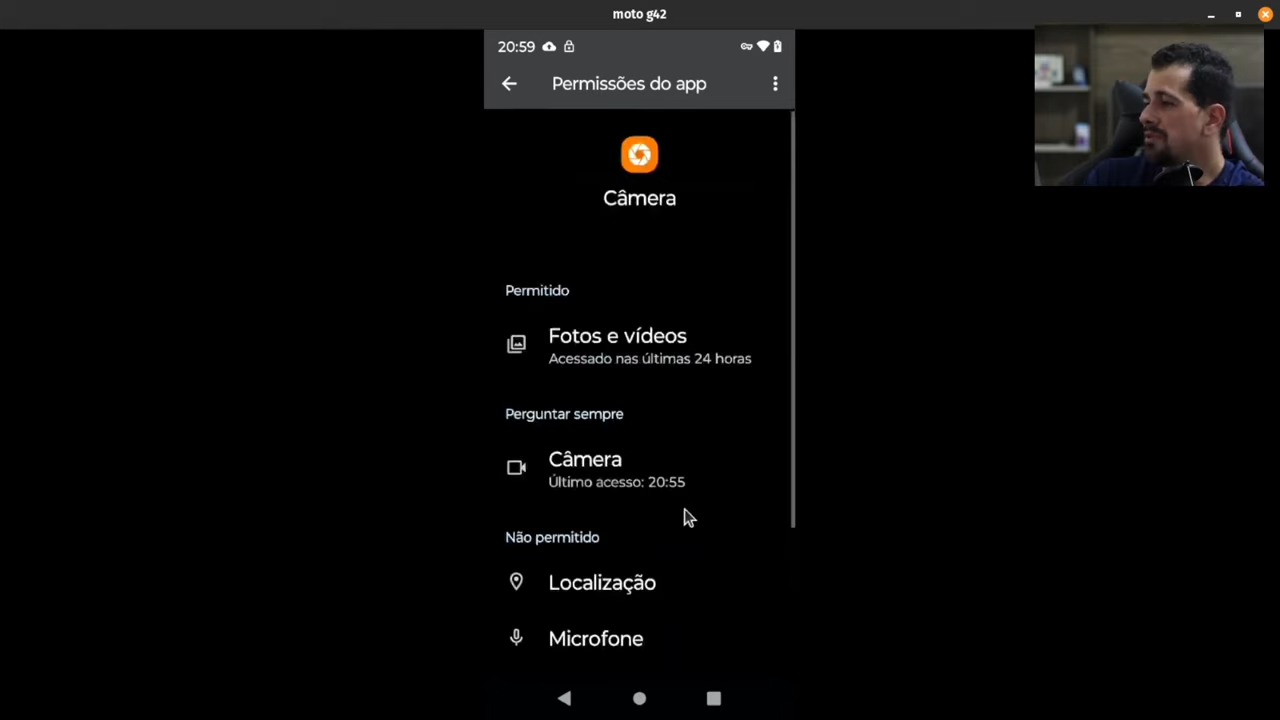 moto g42
20:59
Permissões do app
Câmera
Permitido
Fotos e vídeos
Acessado nas últimas 24 horas
Perguntar sempre
Câmera
Último acesso: 20:55
Não permitido
Localização
Microfone